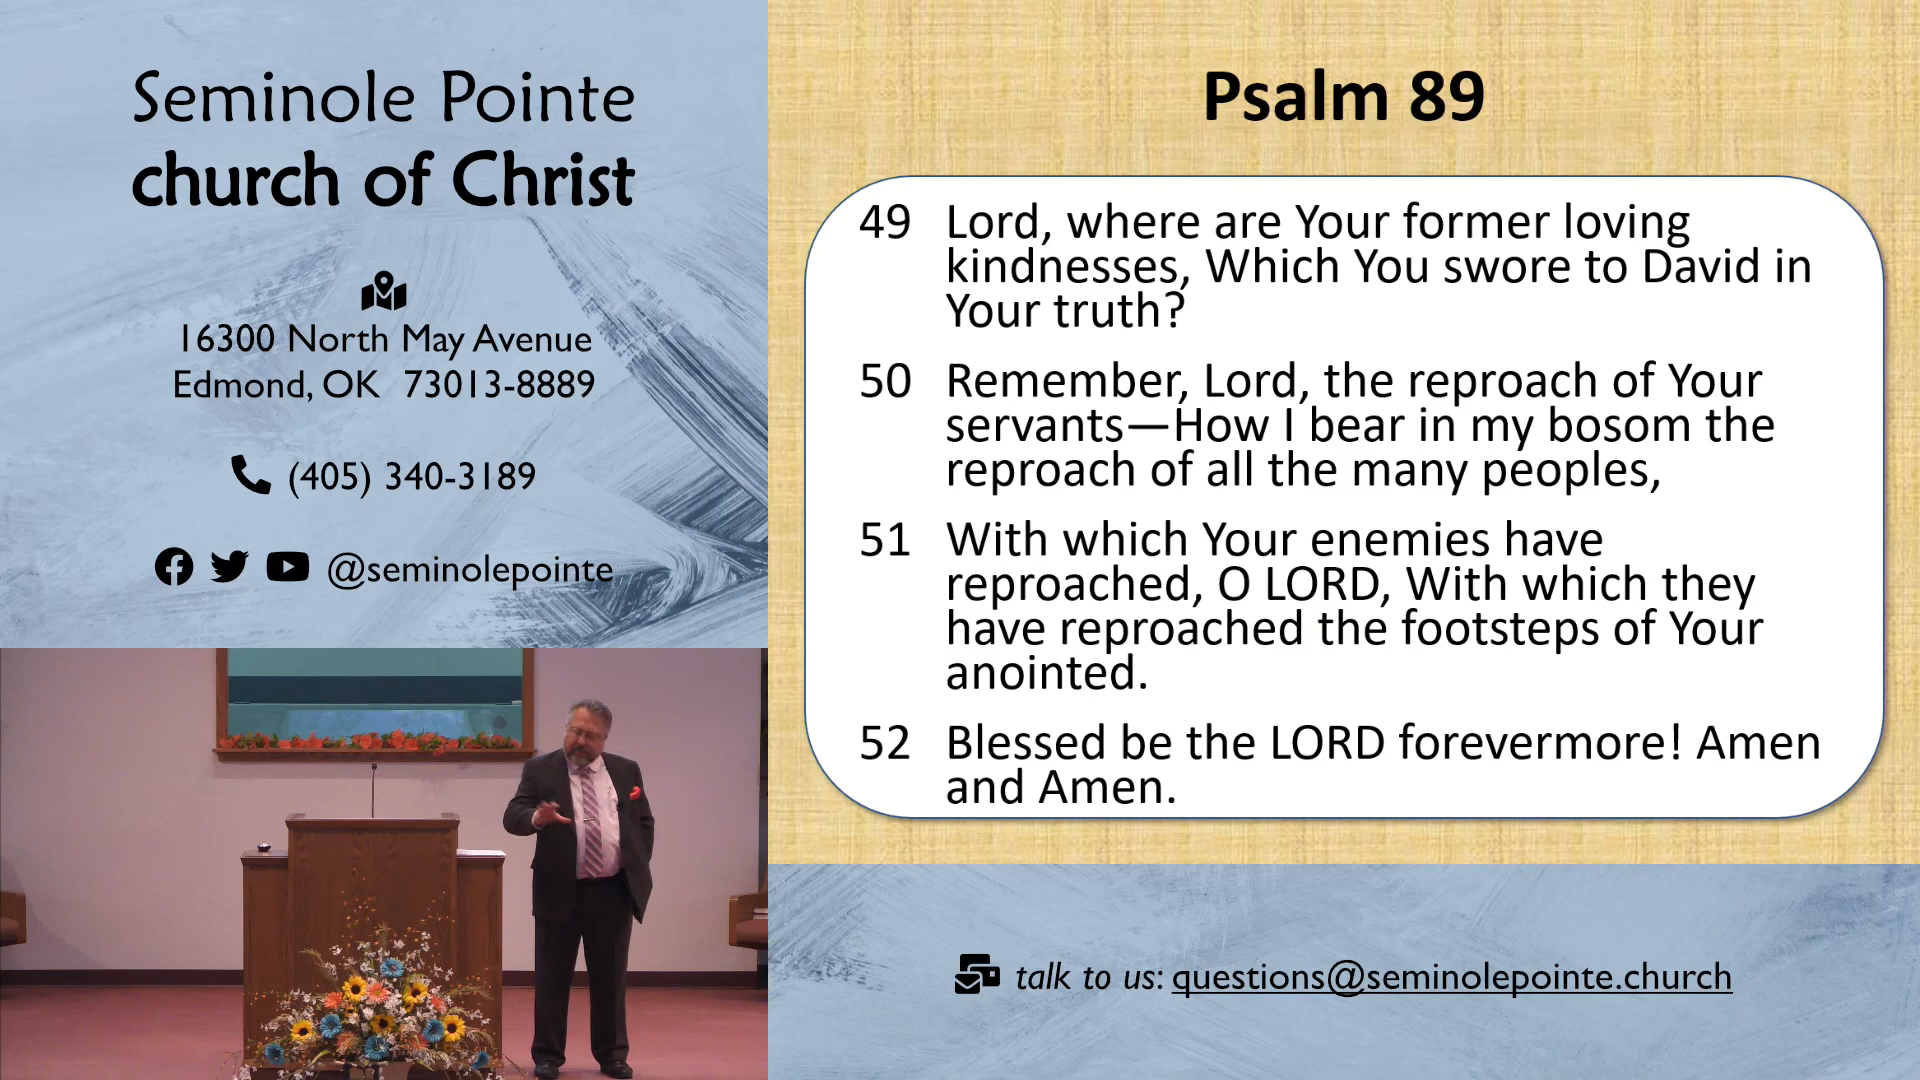 Seminole Pointe
church of Christ
16300 North May Avenue
Edmond, OK 73013-8889
(405) 340-3189
@seminolepointe
Psalm 89
49 Lord, where are Your former loving
kindnesses, Which You swore to David in
Your truth?
50 Remember, Lord, the reproach of Your
servants—How I bear in my bosom the
reproach of all the many peoples,
51 With which Your enemies have
reproached, O LORD, With which they
have reproached the footsteps of Your
anointed.
52 Blessed be the LORD forevermore! Amen
and Amen.
talk to us: questions@seminolepointe.church